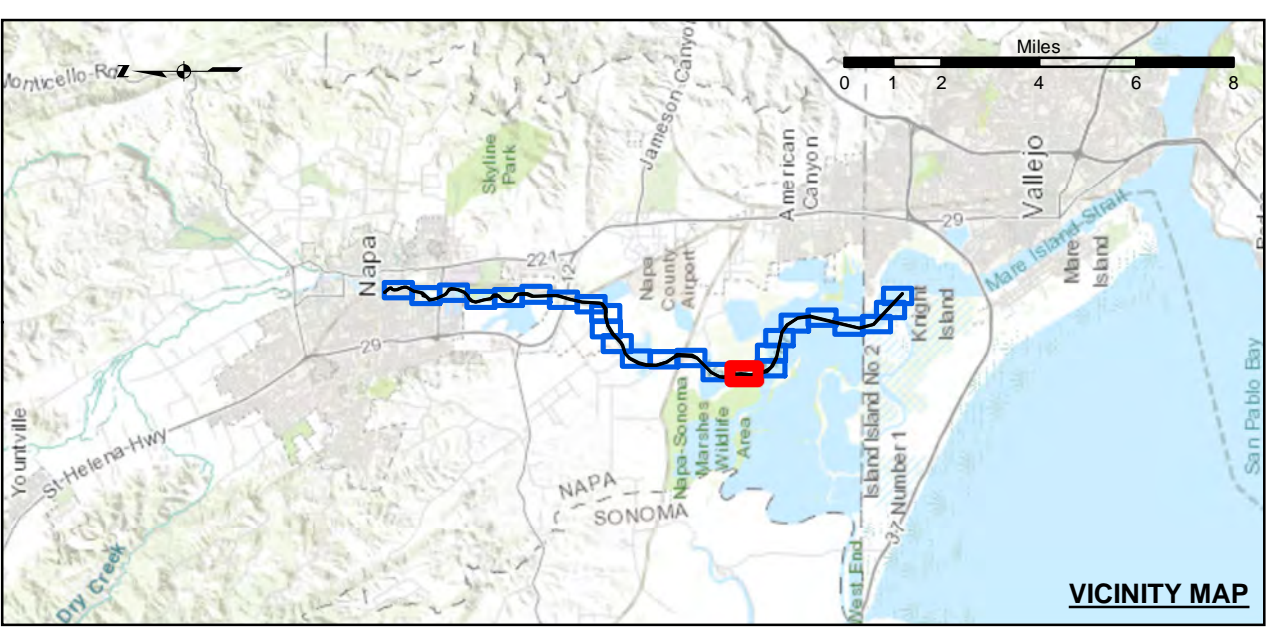 Miles
0 1 2 4 6 8
Z
Monticello-Rd
Jameson Canyon
Skyline
Park
American
Canyon
Vallejo
29
Mare Island-Strait
Mare
Island
Napa
221
12
Napa
County
Airport
Knight
Island
29
Island Island No 2
37-Number 1
Napa-Sonoma
Marshes
Wildlife
Area
San Pablo Bay
Yountville
St-Helena-Hwy
NAPA
SONOMA
Dry Creek
West End
VICINITY MAP